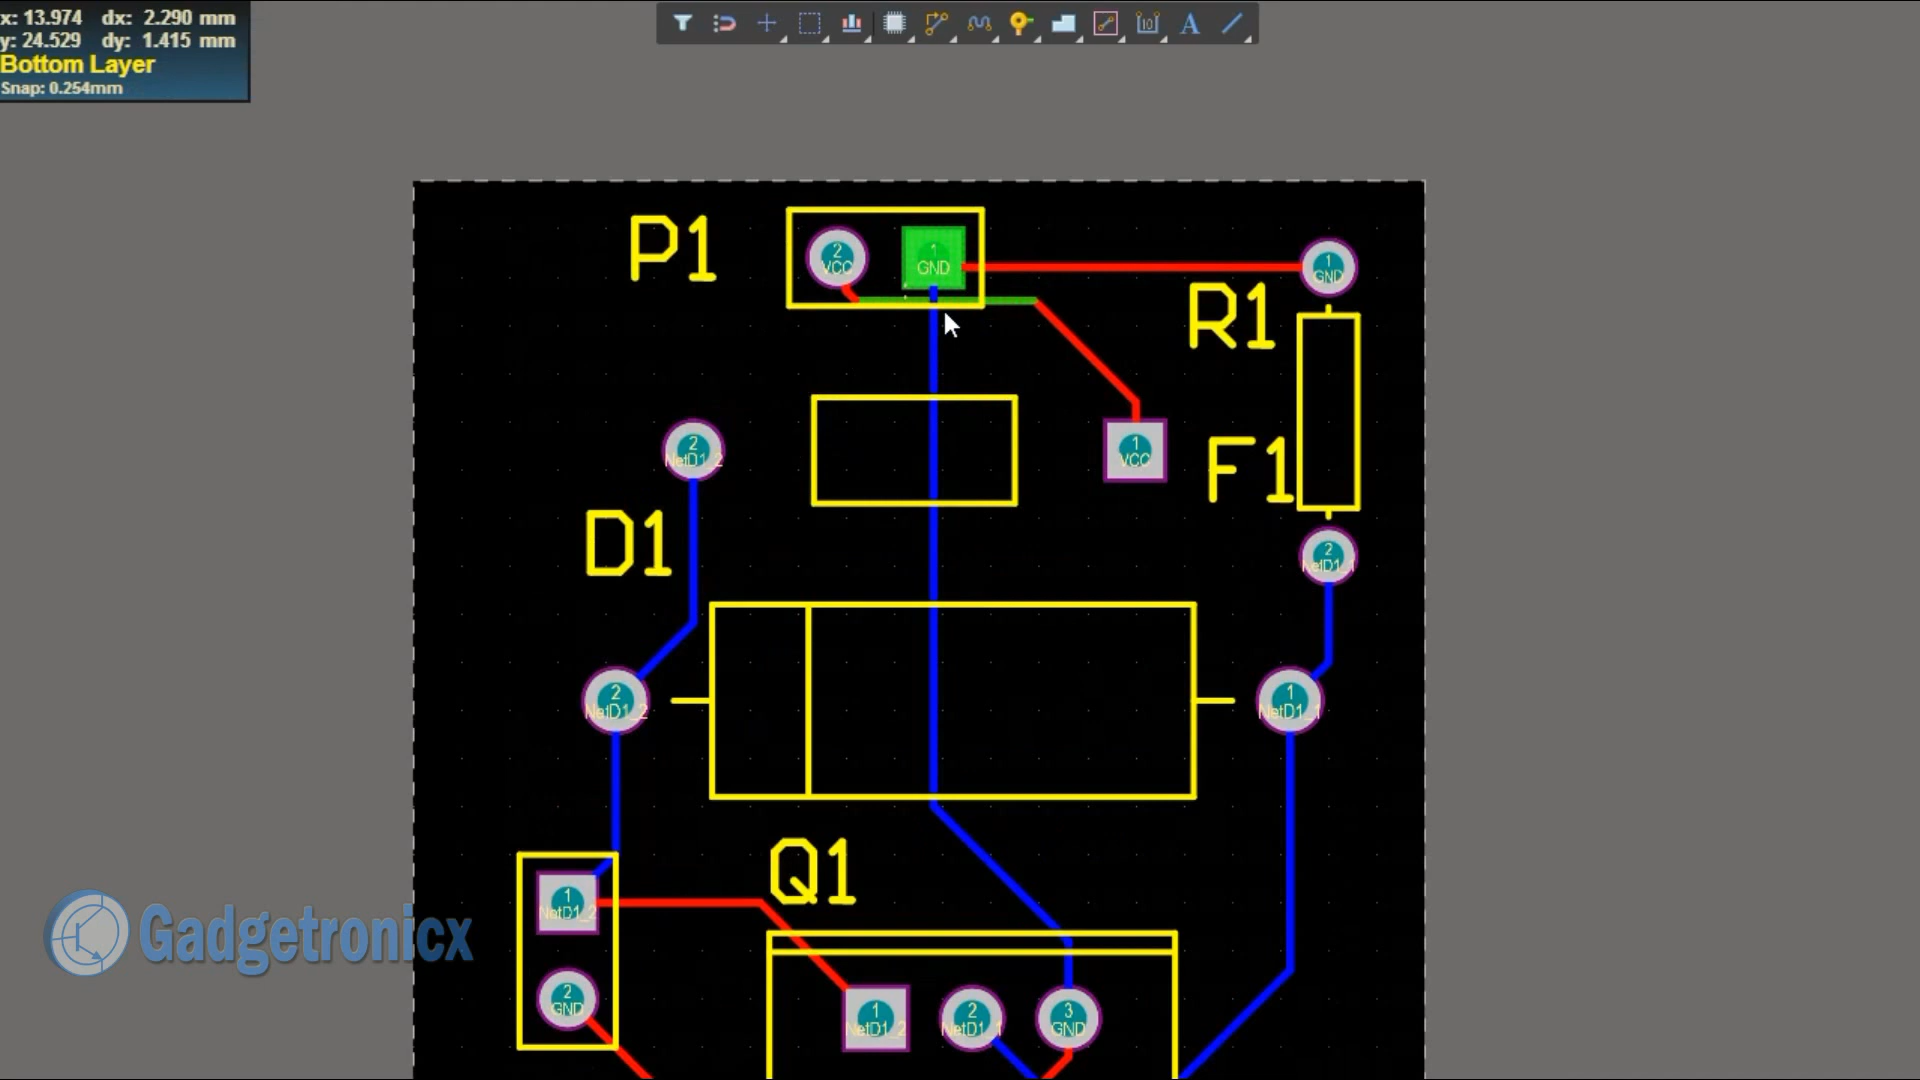 x: 13.974 dx: 2.290 mm
y: 24.529 dy: 1.415 mm
Bottom Layer
Snap: 0.254mm
P1
2
VCC
1
GND
1
GND
R1
2
NetD1_2
1
VCC
F1
D1
2
NetD1_1
2
NetD1_2
1
NetD1_1
Q1
1
NetD1_2
Gadgetronicx
2
GND
1
NetD1_2
2
NetD1_1
3
GND